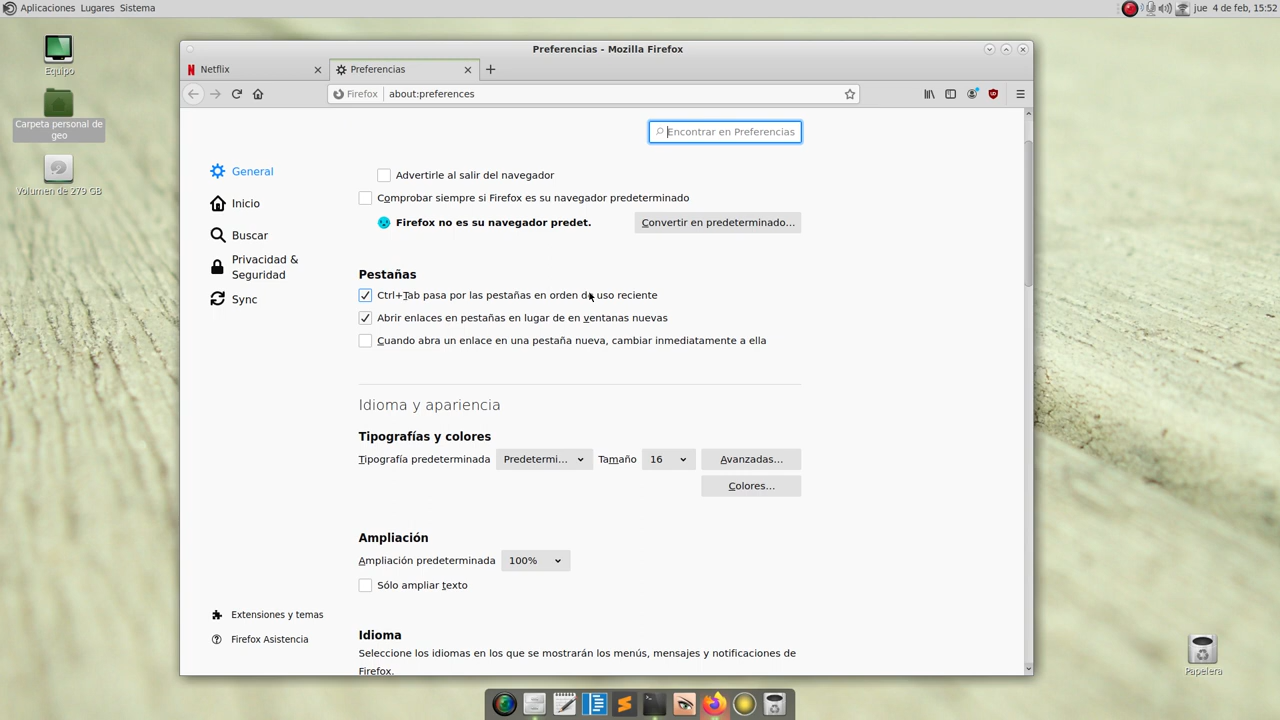 Aplicaciones Lugares Sistema
jue 4 de feb, 15:52
Equipo
Carpeta personal de
geo
Volumen de 279 GB
Papelera
Preferencias - Mozilla Firefox
Netflix
Preferencias
Firefox about:preferences
Encontrar en Preferencias
General
Inicio
Buscar
Privacidad &
Seguridad
Sync
Extensiones y temas
Firefox Asistencia
Advertirle al salir del navegador
Comprobar siempre si Firefox es su navegador predeterminado
Firefox no es su navegador predet.
Convertir en predeterminado...
Pestañas
Ctrl+Tab pasa por las pestañas en orden de uso reciente
Abrir enlaces en pestañas en lugar de en ventanas nuevas
Cuando abra un enlace en una pestaña nueva, cambiar inmediatamente a ella
Idioma y apariencia
Tipografías y colores
Tipografía predeterminada Predetermi... Tamaño 16 Avanzadas...
Colores...
Ampliación
Ampliación predeterminada 100%
Sólo ampliar texto
Idioma
Seleccione los idiomas en los que se mostrarán los menús, mensajes y notificaciones de
Firefox.